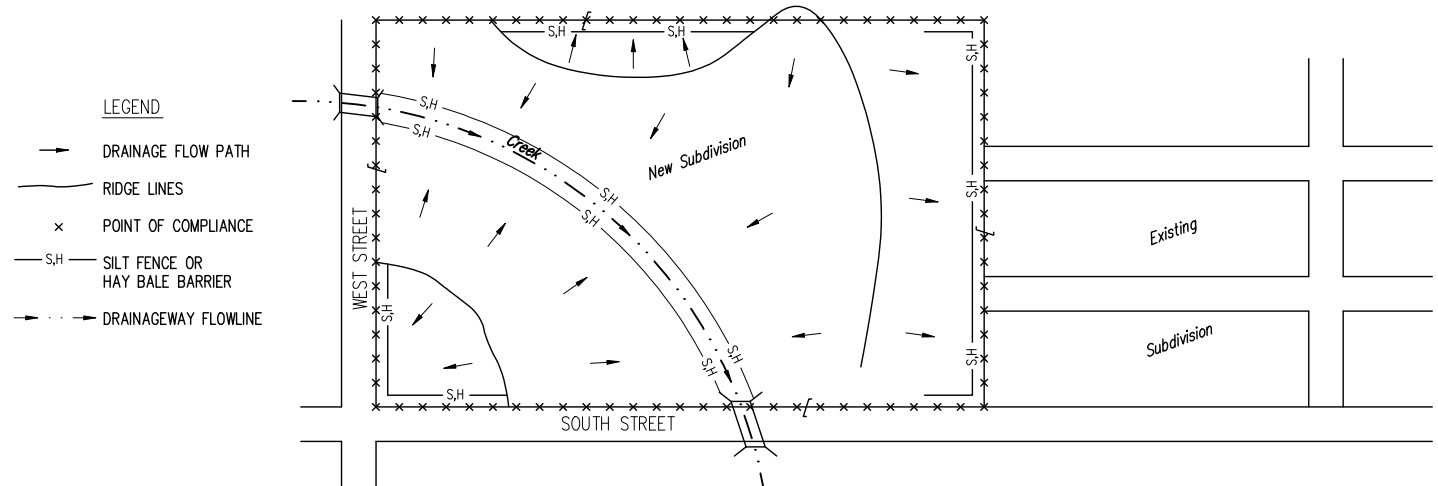 LEGEND
DRAINAGE FLOW PATH
RIDGE LINES
POINT OF COMPLIANCE
S,H
SILT FENCE OR
HAY BALE BARRIER
DRAINAGEWAY FLOWLINE
S,H
S,H
S,H
S,H
S,H
Creek
New Subdivision
S,H
S,H
S,H
WEST STREET
Existing
S,H
S,H
S,H
S,H
Subdivision
S,H
S,H
SOUTH STREET